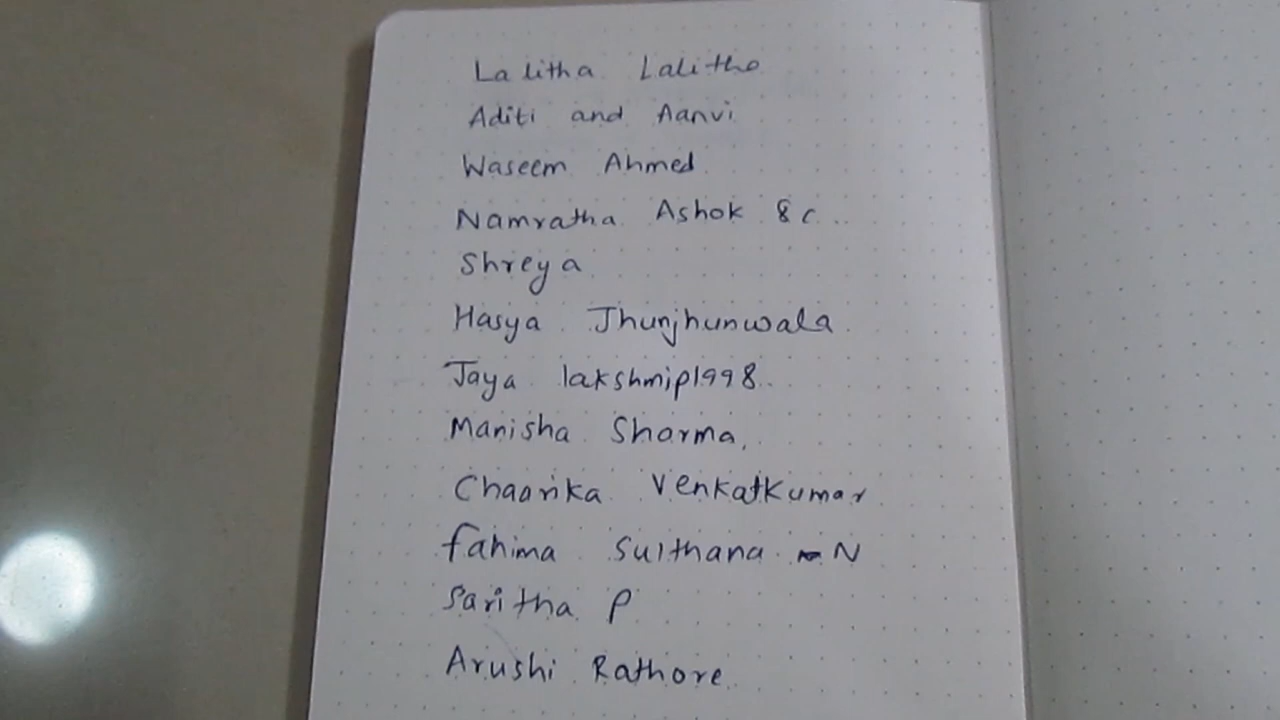 Lalitha Lalitha
Aditi and Aanvi
Waseem Ahmed
Namratha Ashok &c
Shreya
Hasya Jhunjhunwala
Jaya lakshmip1998
Manisha Sharma
Chaarika Venkatkumar
Fahima Sulthana N
Saritha P
Arushi Rathore